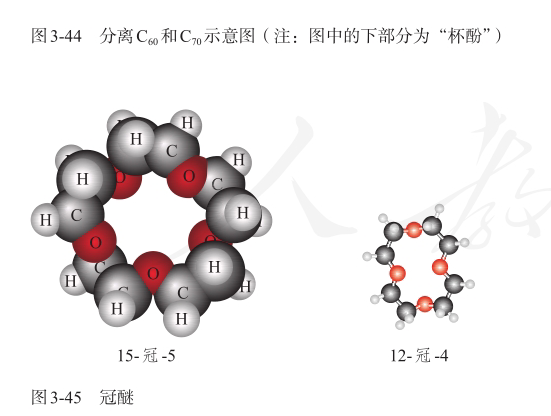 图3-44 分离C₆₀和C₇₀示意图(注:图中的下部分为“杯酚”)
H H
H
C
H H
O O C
H
H C H
O O
C O H
H C C H
H H
15-冠-5 12-冠-4
图3-45 冠醚